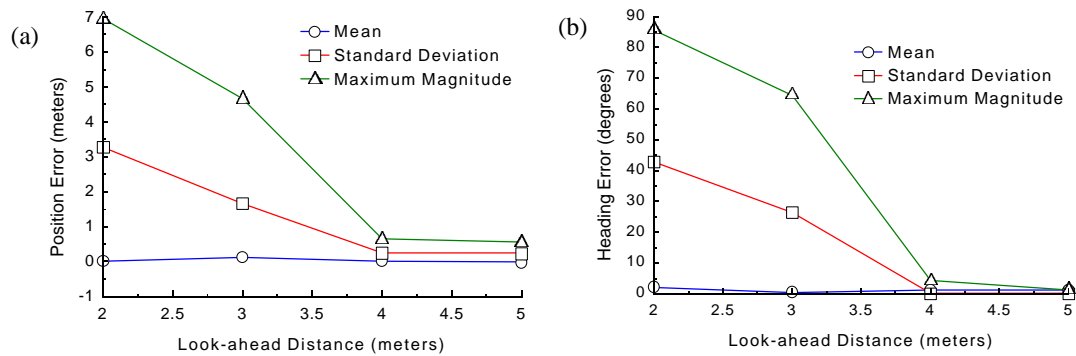 (a)
Position Error (meters)
7
6
5
4
3
2
1
0
-1
Mean
Standard Deviation
Maximum Magnitude
2 2.5 3 3.5 4 4.5 5
Look-ahead Distance (meters)
(b)
Heading Error (degrees)
90
80
70
60
50
40
30
20
10
0
Mean
Standard Deviation
Maximum Magnitude
2 2.5 3 3.5 4 4.5 5
Look-ahead Distance (meters)